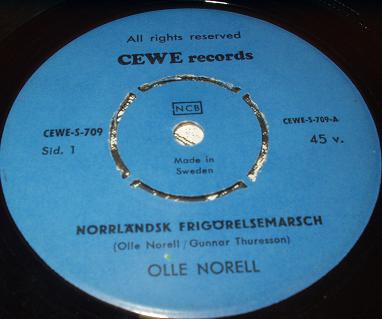 All rights reserved
CEWE records
NCB
CEWE-S-709
Sid. 1
CEWE-S-709-A
45 v.
Made in
Sweden
NORRLÄNDSK FRIGÖRELSEMARSCH
(Olle Norell / Gunnar Thuresson)
OLLE NORELL